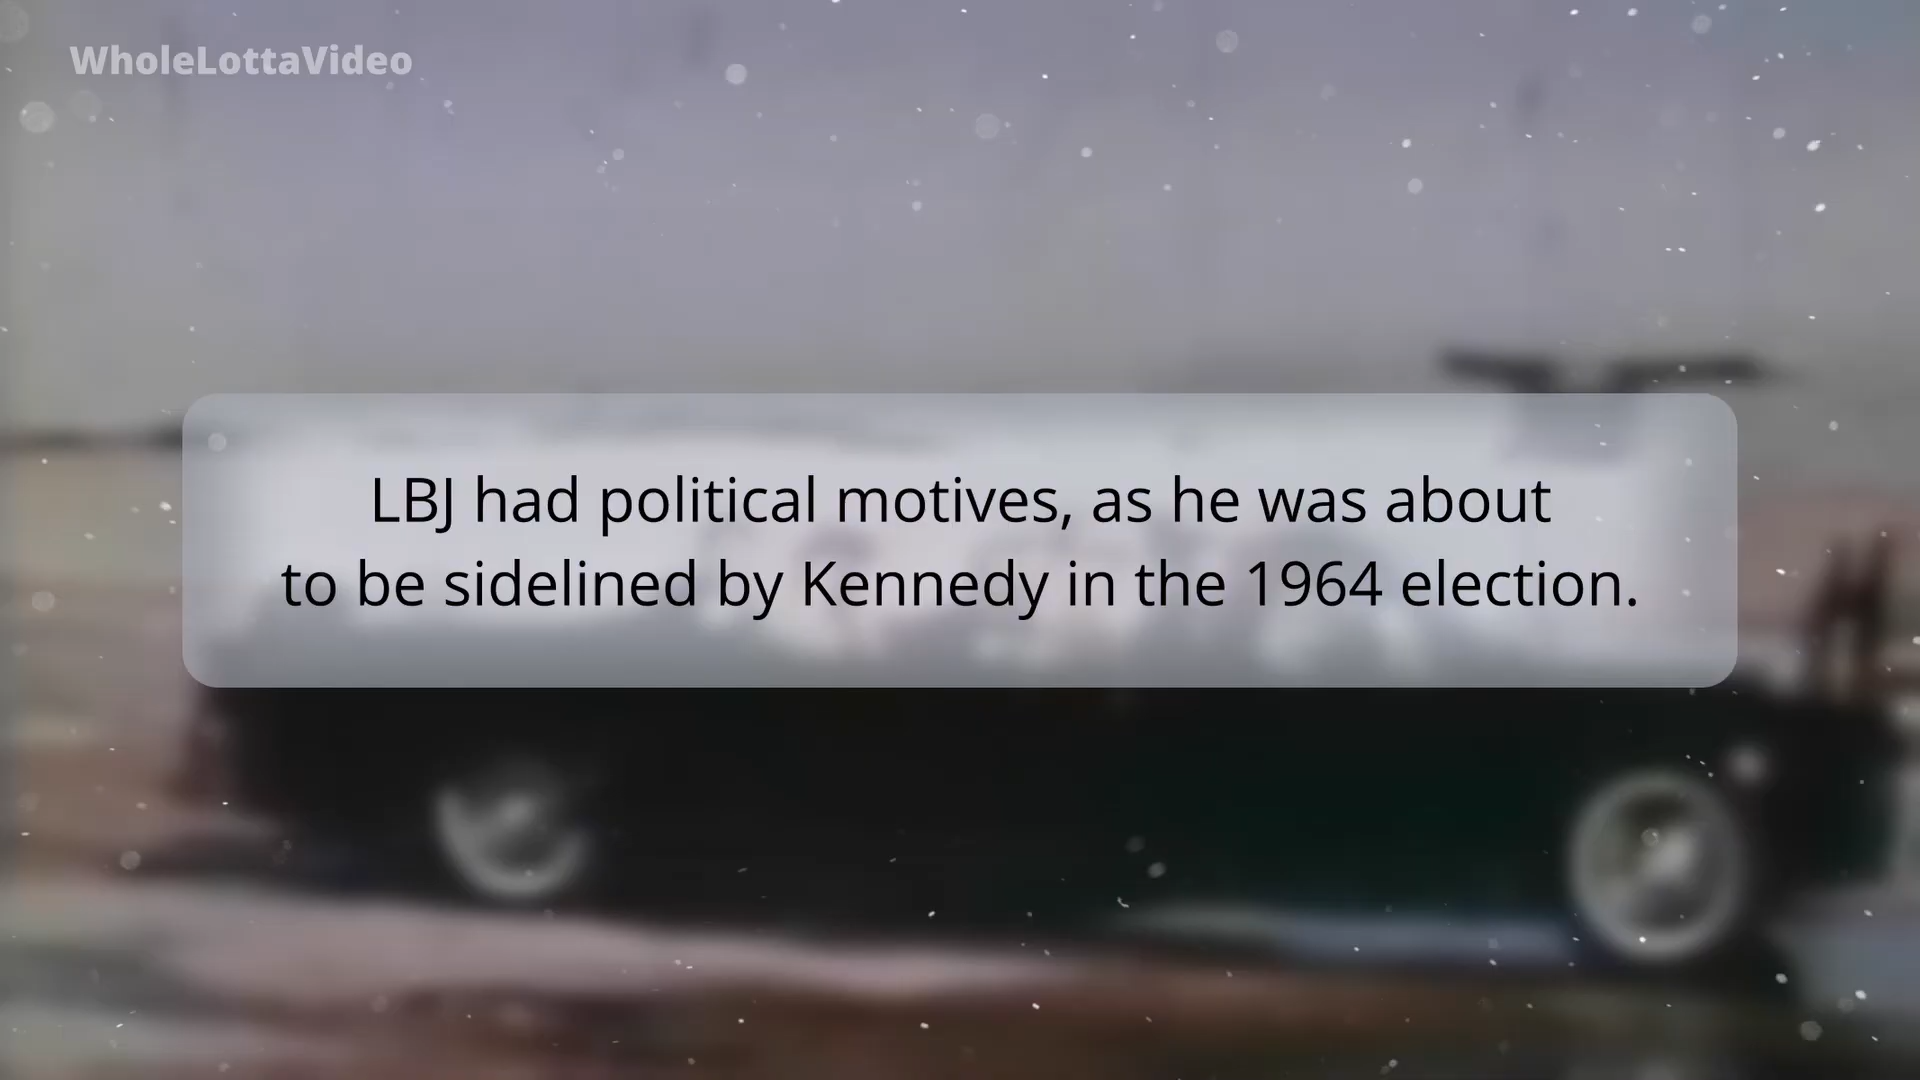 WholeLottaVideo
LBJ had political motives, as he was about
to be sidelined by Kennedy in the 1964 election.